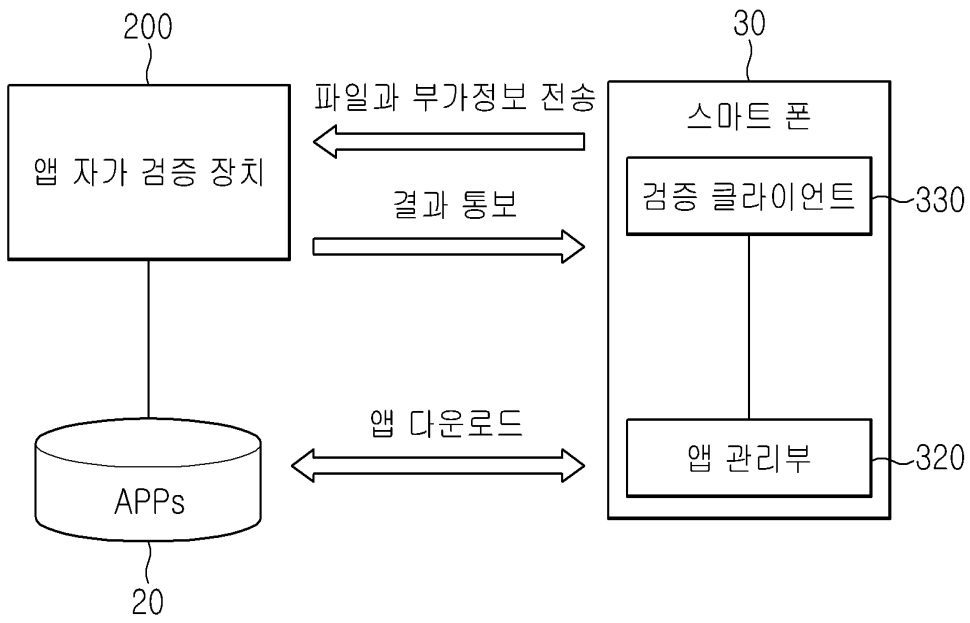 200
30
파일과 부가정보 전송
스마트 폰
앱 자가 검증 장치
검증 클라이언트
330
결과 통보
앱 다운로드
앱 관리부
320
APPs
20